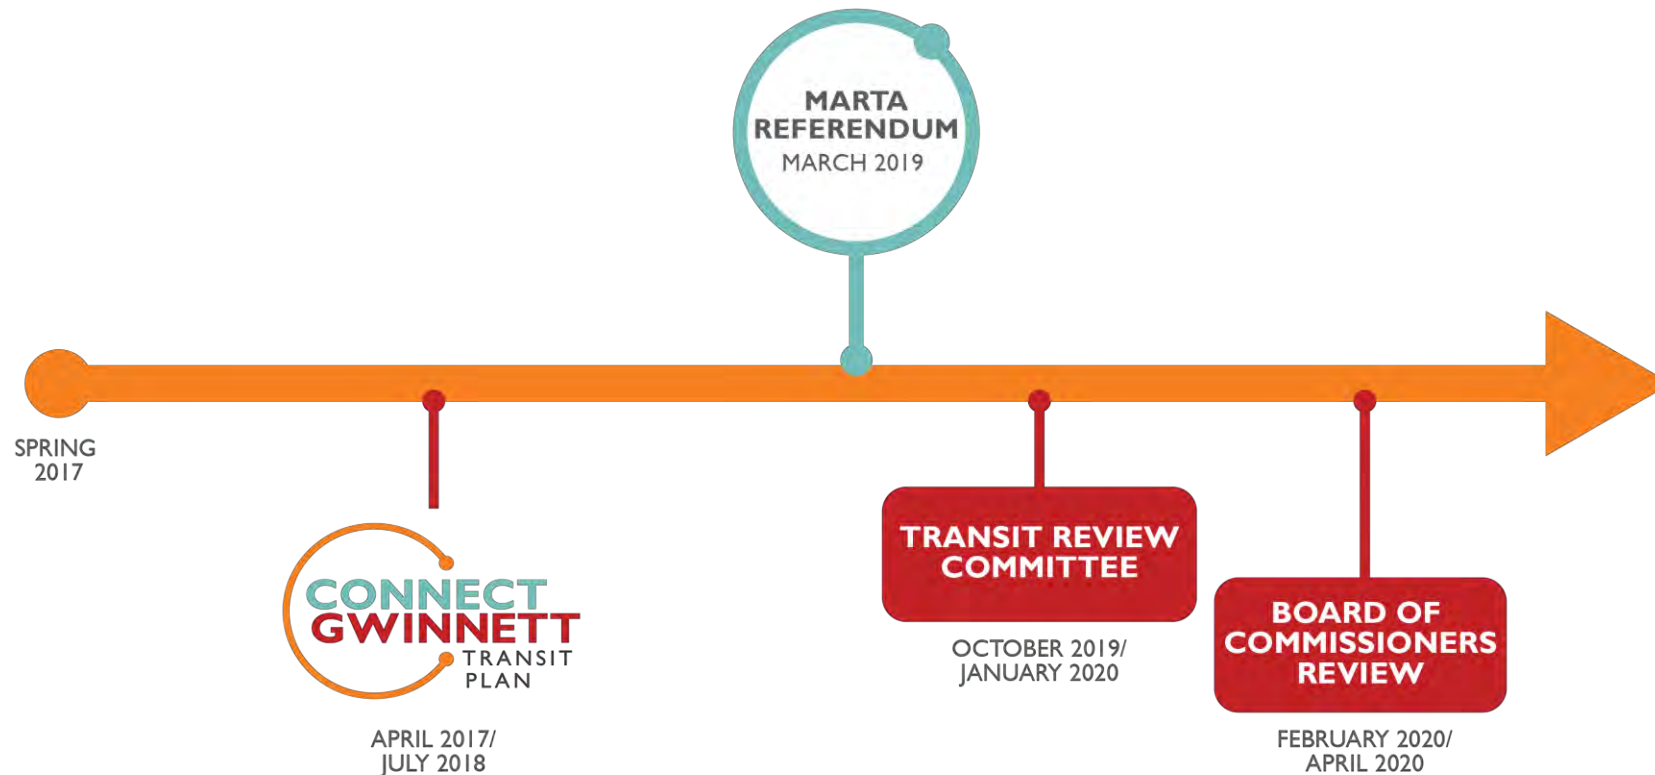 MARTA
REFERENDUM
MARCH 2019
SPRING
2017
CONNECT
GWINNETT
TRANSIT
PLAN
APRIL 2017/
JULY 2018
TRANSIT REVIEW
COMMITTEE
OCTOBER 2019/
JANUARY 2020
BOARD OF
COMMISSIONERS
REVIEW
FEBRUARY 2020/
APRIL 2020